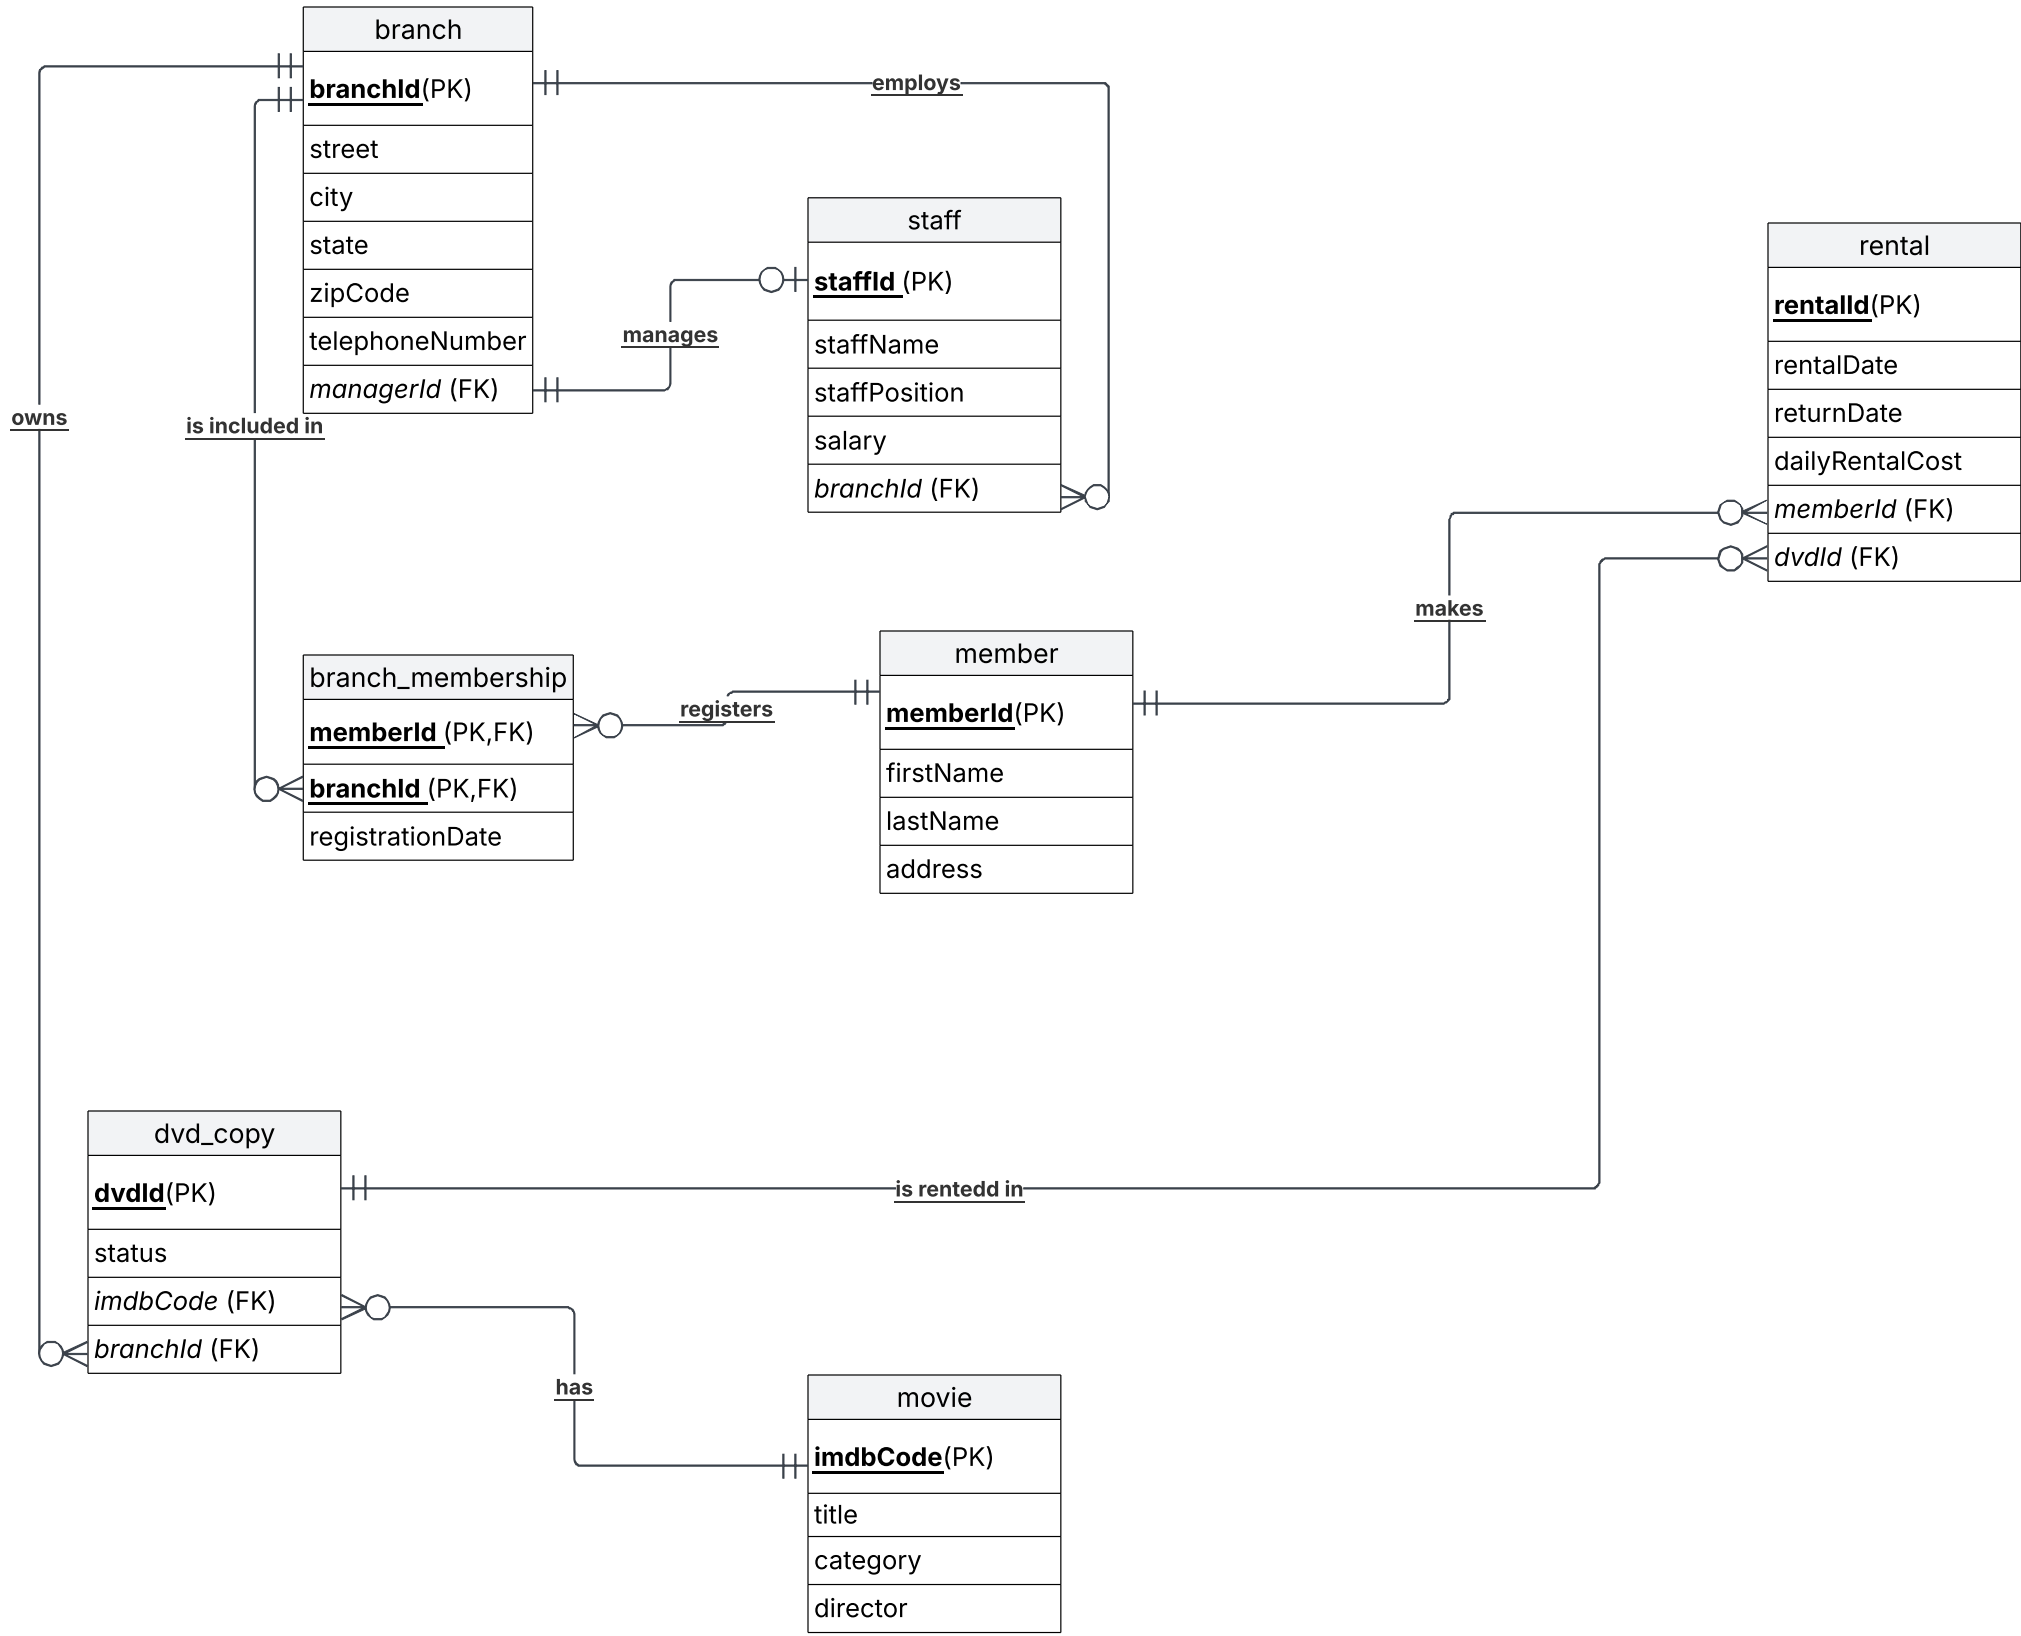 branch
branchId(PK)
street
city
state
zipCode
telephoneNumber
managerId (FK)
employs
staff
staffId (PK)
staffName
staffPosition
salary
branchId (FK)
manages
rental
rentalId(PK)
rentalDate
returnDate
dailyRentalCost
memberId (FK)
dvdId (FK)
owns
is included in
makes
branch_membership
memberId (PK,FK)
branchId (PK,FK)
registrationDate
registers
member
memberId(PK)
firstName
lastName
address
dvd_copy
dvdId(PK)
status
imdbCode (FK)
branchId (FK)
is rentedd in
has
movie
imdbCode(PK)
title
category
director